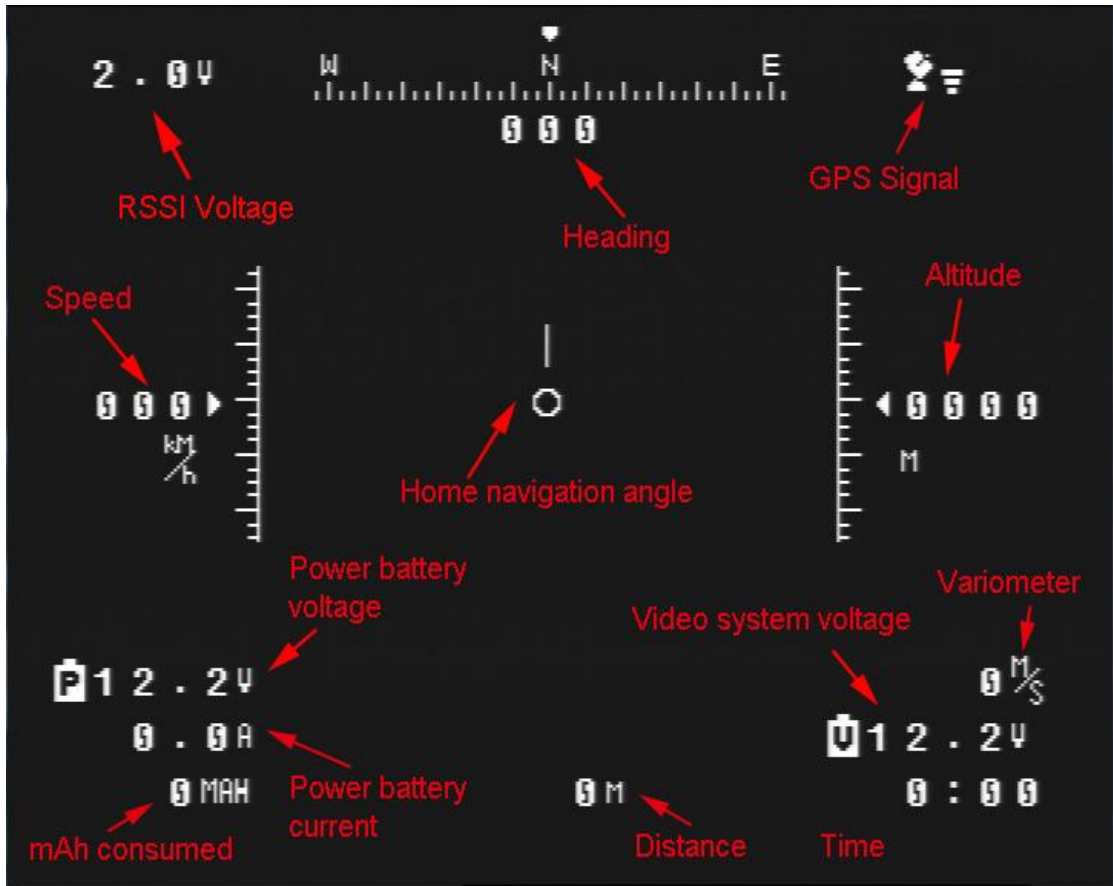 2.0V
W N E
000
RSSI Voltage
GPS Signal
Heading
Speed
Altitude
000
0000
kM/h
M
Home navigation angle
Power battery
voltage
Variometer
Video system voltage
P12.2V
0M/S
0.0A
V12.2V
0MAH
Power battery
current
0M
0:00
mAh consumed
Distance
Time